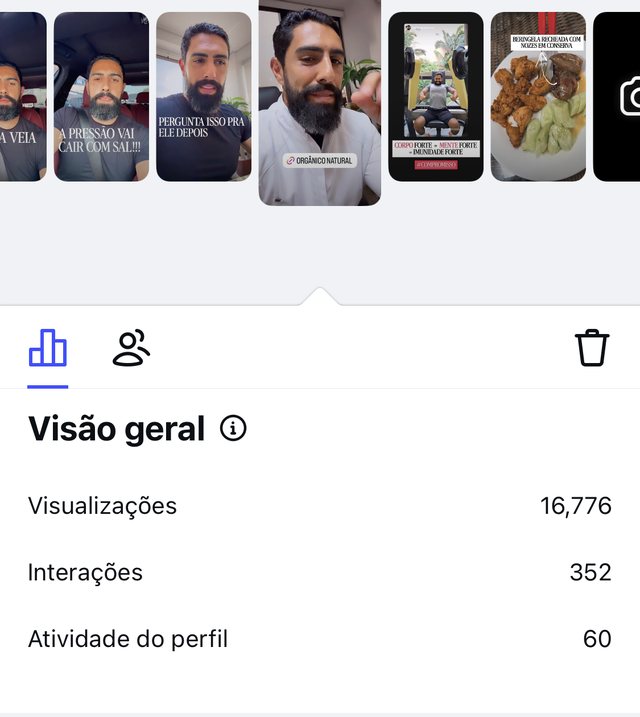 A VEIA
A PRESSÃO VAI
CAIR COM SAL!!!
PERGUNTA ISSO PRA
ELE DEPOIS
ORGÂNICO NATURAL
CORPO FORTE = MENTE FORTE
= IMUNIDADE FORTE
#COMPROMISSO
BERINGELA RECHEADA COM
NOZES EM CONSERVA
Visão geral
Visualizações 16,776
Interações 352
Atividade do perfil 60